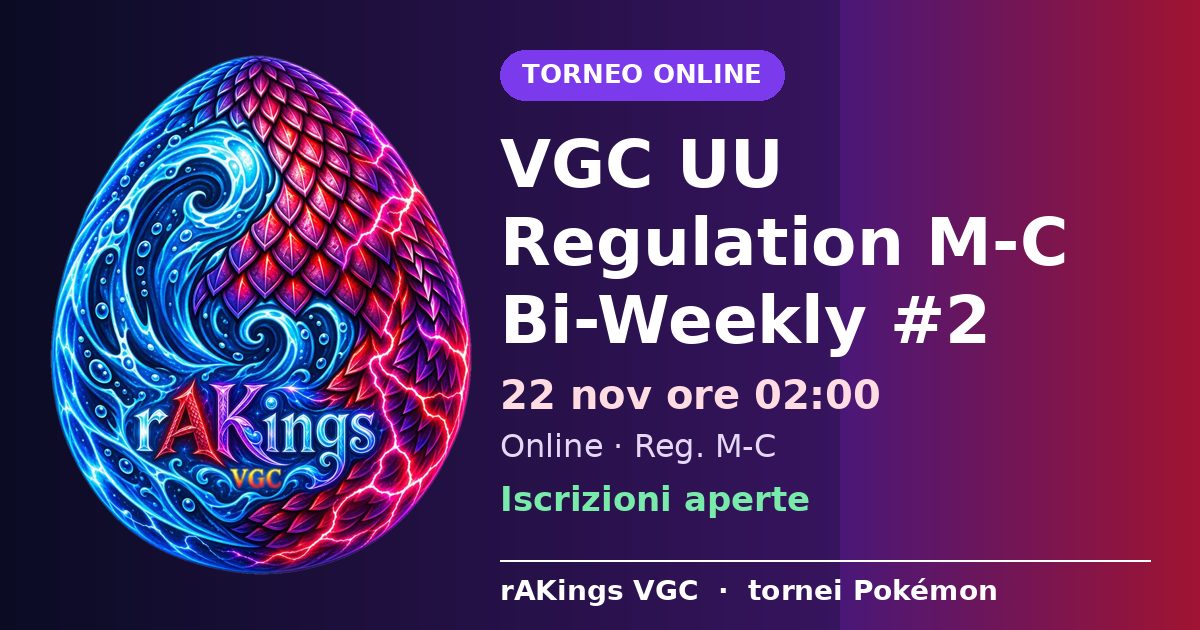 TORNEO ONLINE
VGC UU
Regulation M-C
Bi-Weekly #2
22 nov ore 02:00
Online · Reg. M-C
Iscrizioni aperte
rAKings
VGC
rAKings VGC · tornei Pokémon